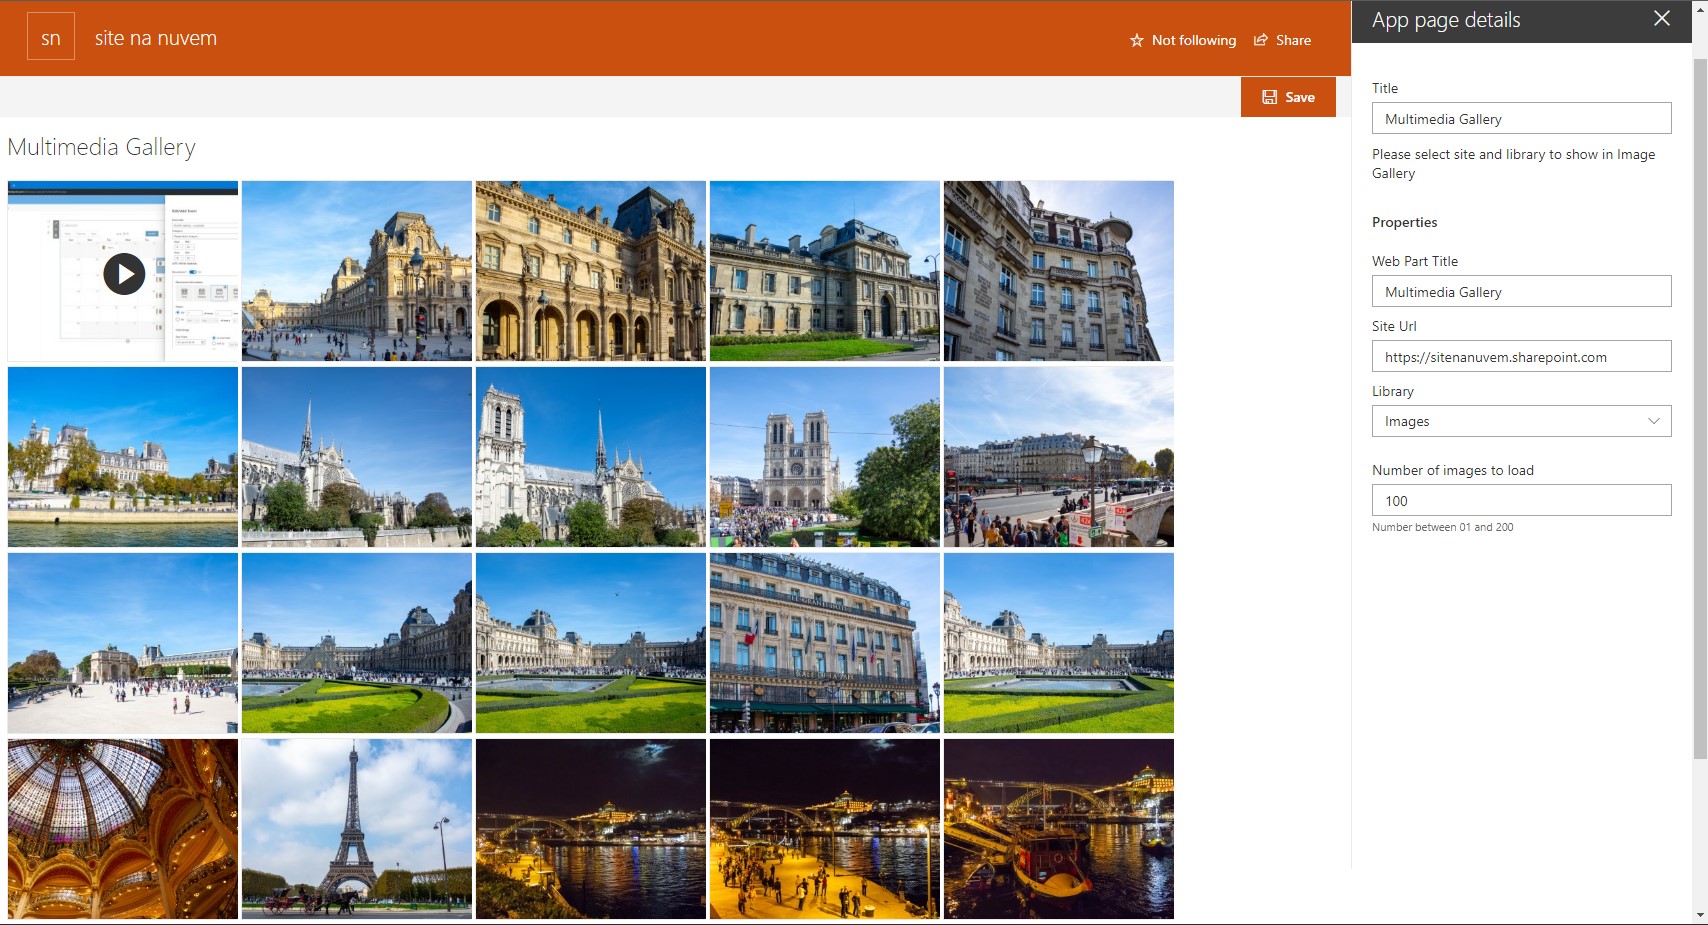 sn
site na nuvem
Not following
Share
Save
Multimedia Gallery
App page details
Title
Multimedia Gallery
Please select site and library to show in Image
Gallery
Properties
Web Part Title
Multimedia Gallery
Site Url
https://sitenanuvem.sharepoint.com
Library
Images
Number of images to load
100
Number between 01 and 200